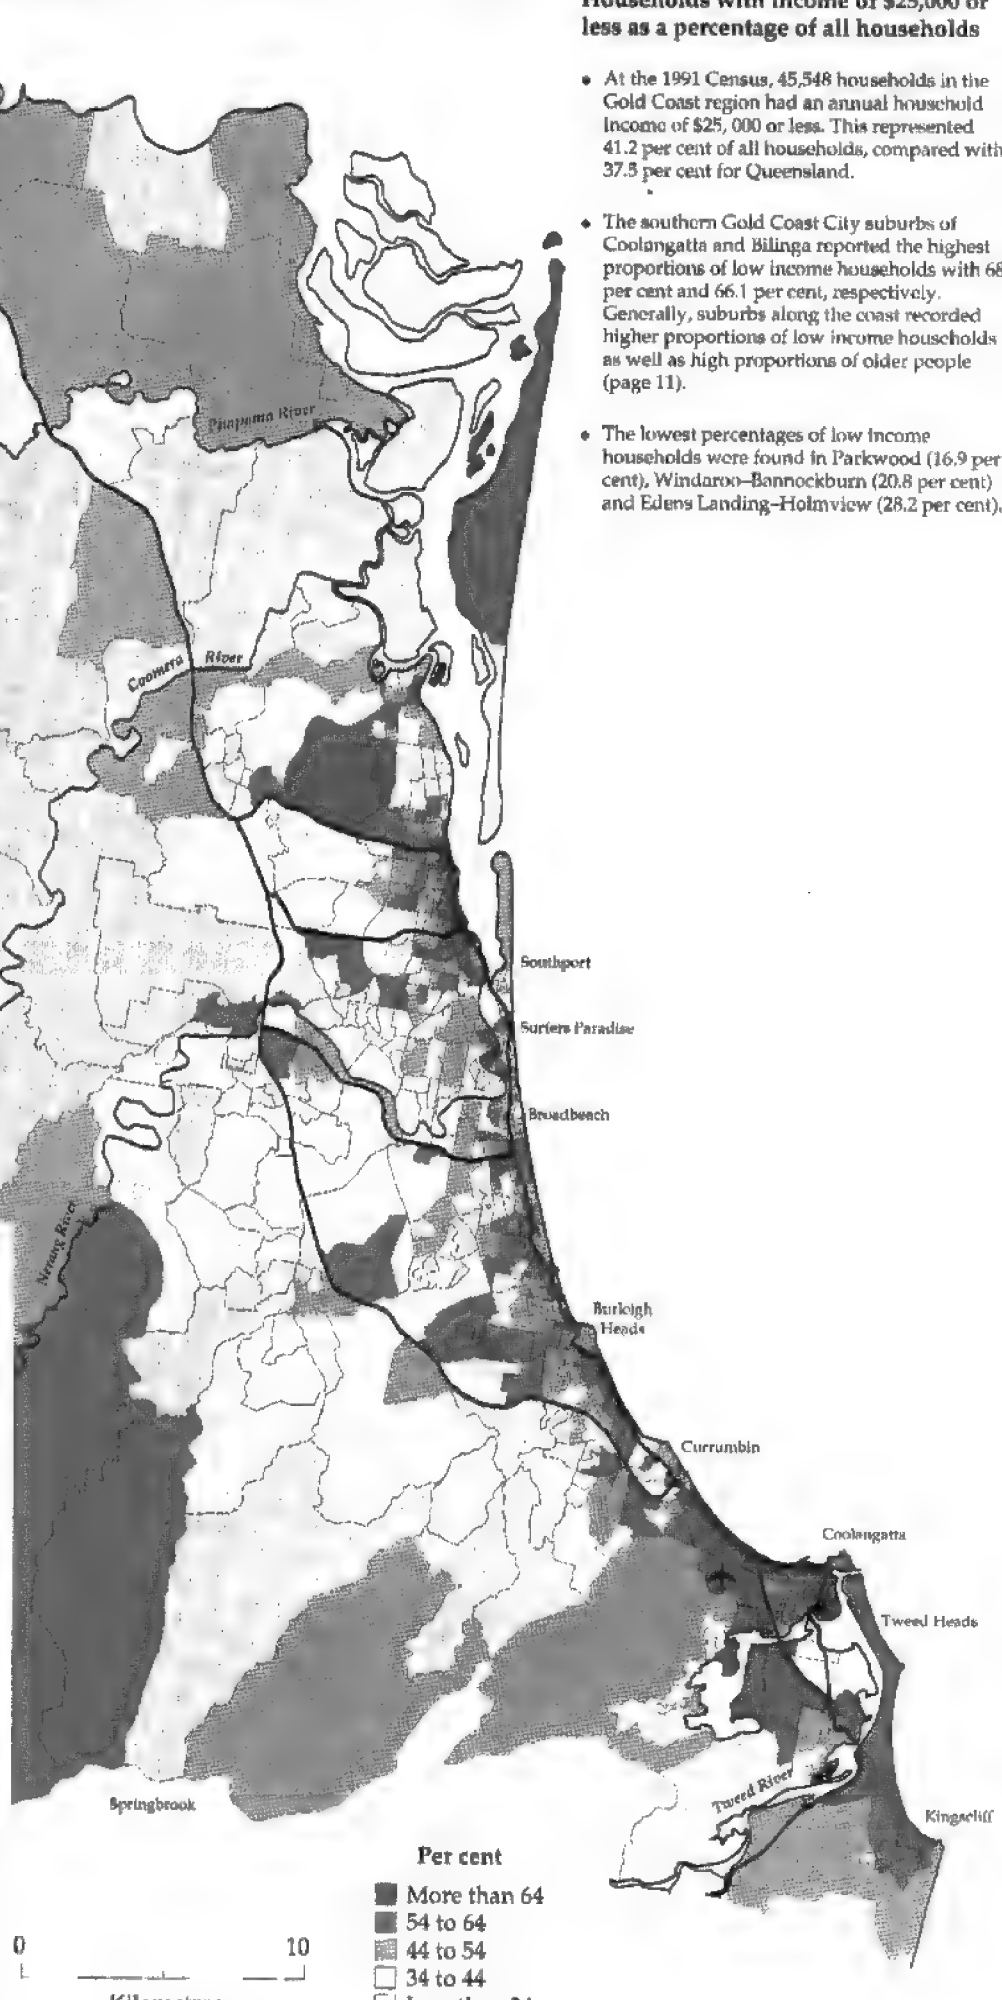 Households with income of $25,000 or
less as a percentage of all households
• At the 1991 Census, 45,548 households in the
Gold Coast region had an annual household
income of $25, 000 or less. This represented
41.2 per cent of all households, compared with
37.5 per cent for Queensland.
• The southern Gold Coast City suburbs of
Coolangatta and Bilinga reported the highest
proportions of low income households with 68
per cent and 66.1 per cent, respectively.
Generally, suburbs along the coast recorded
higher proportions of low income households
as well as high proportions of older people
(page 11).
• The lowest percentages of low income
households were found in Parkwood (16.9 per
cent), Windaroo–Bannockburn (20.8 per cent)
and Edens Landing–Holmview (28.2 per cent).
Pimpama River
Coomera River
Southport
Surfers Paradise
Broadbeach
Nerang River
Burleigh
Heads
Currumbin
Coolangatta
Tweed Heads
Tweed River
Springbrook
Kingscliff
Per cent
More than 64
54 to 64
44 to 54
34 to 44
0 10